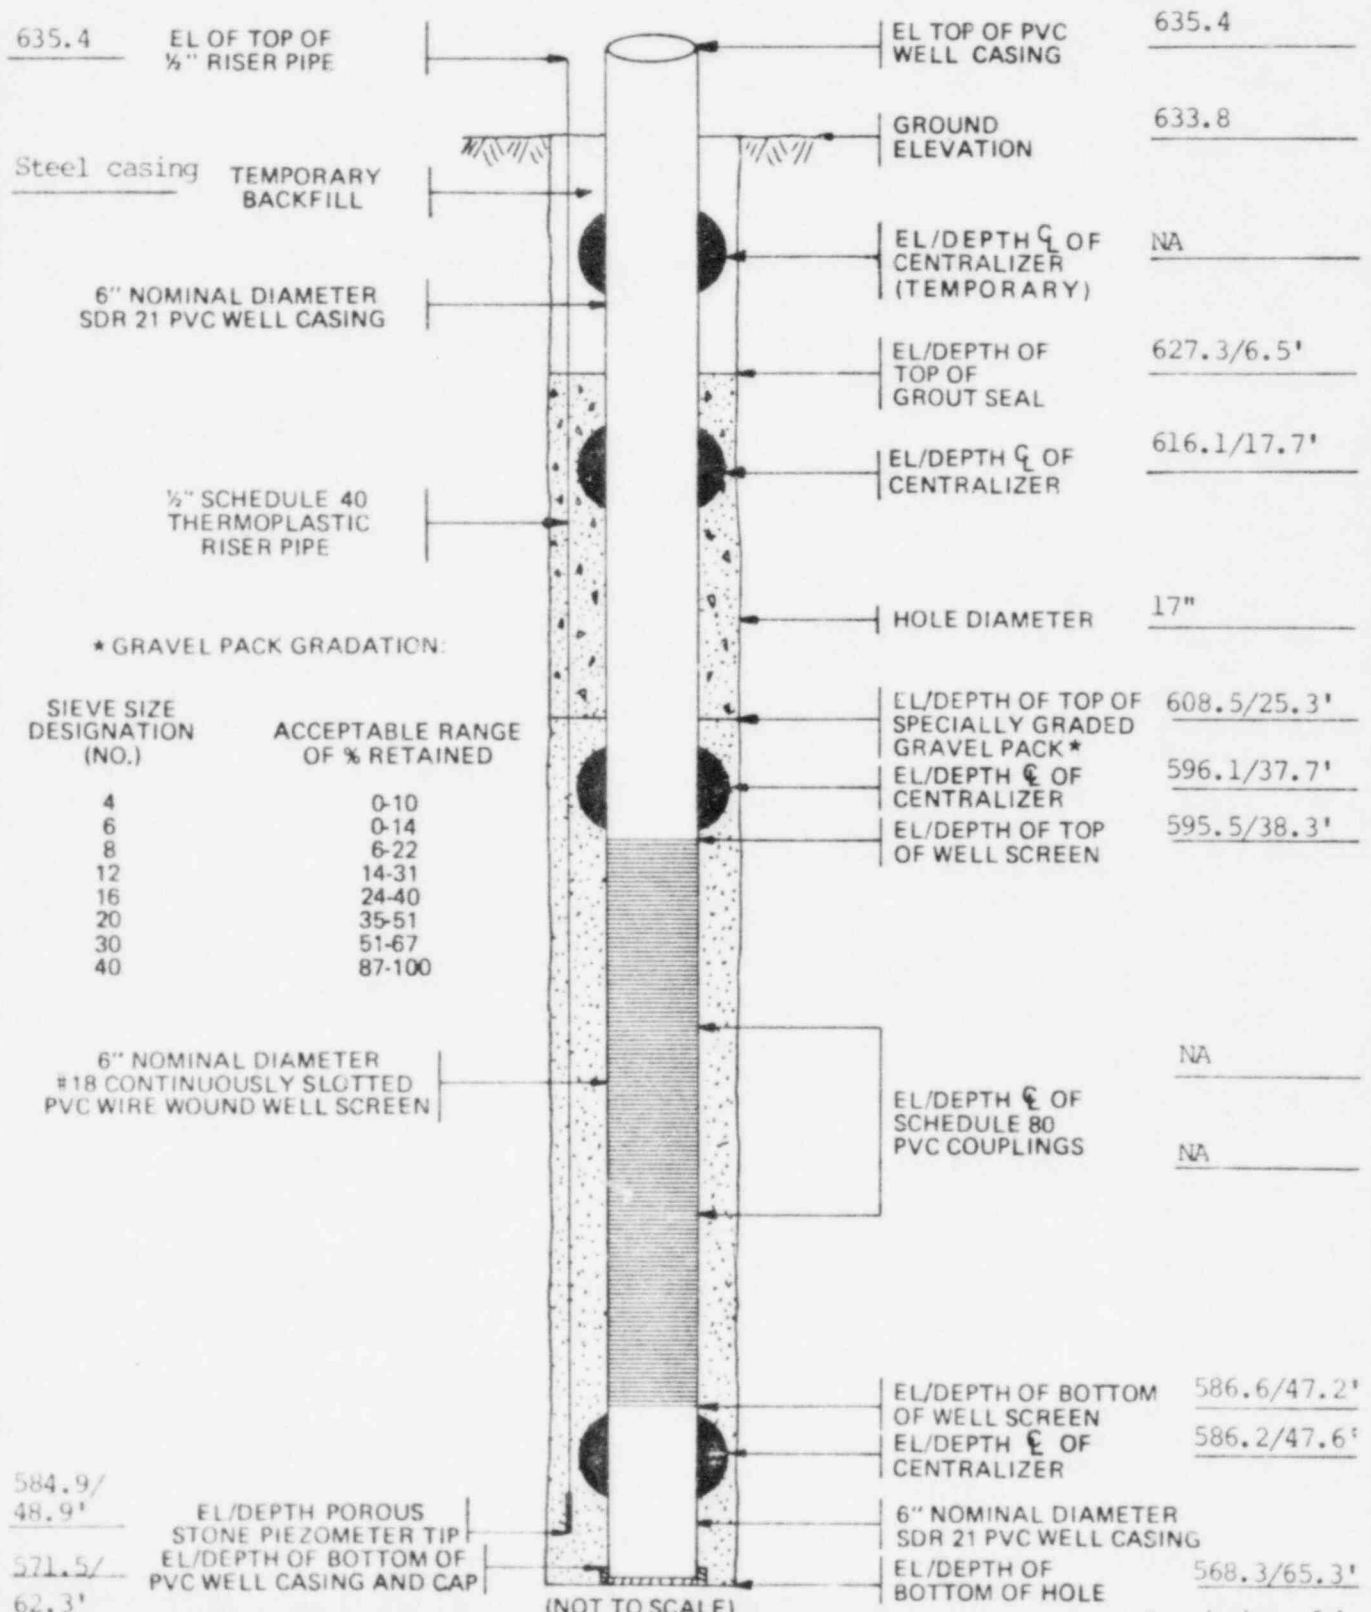 635.4
EL OF TOP OF
½" RISER PIPE
EL TOP OF PVC
WELL CASING
635.4
GROUND
ELEVATION
633.8
Steel casing
TEMPORARY
BACKFILL
EL/DEPTH ℄ OF
CENTRALIZER
(TEMPORARY)
NA
6" NOMINAL DIAMETER
SDR 21 PVC WELL CASING
EL/DEPTH OF
TOP OF
GROUT SEAL
627.3/6.5'
EL/DEPTH ℄ OF
CENTRALIZER
616.1/17.7'
½" SCHEDULE 40
THERMOPLASTIC
RISER PIPE
HOLE DIAMETER
17"
* GRAVEL PACK GRADATION:
SIEVE SIZE
DESIGNATION
(NO.)
ACCEPTABLE RANGE
OF % RETAINED
4 0-10
6 0-14
8 6-22
12 14-31
16 24-40
20 35-51
30 51-67
40 87-100
EL/DEPTH OF TOP OF
SPECIALLY GRADED
GRAVEL PACK *
608.5/25.3'
EL/DEPTH ℄ OF
CENTRALIZER
596.1/37.7'
EL/DEPTH OF TOP
OF WELL SCREEN
595.5/38.3'
6" NOMINAL DIAMETER
#18 CONTINUOUSLY SLOTTED
PVC WIRE WOUND WELL SCREEN
EL/DEPTH ℄ OF
SCHEDULE 80
PVC COUPLINGS
NA
NA
EL/DEPTH OF BOTTOM
OF WELL SCREEN
586.6/47.2'
EL/DEPTH ℄ OF
CENTRALIZER
586.2/47.6'
584.9/
48.9'
EL/DEPTH POROUS
STONE PIEZOMETER TIP
6" NOMINAL DIAMETER
SDR 21 PVC WELL CASING
571.5/
62.3'
EL/DEPTH OF BOTTOM OF
PVC WELL CASING AND CAP
EL/DEPTH OF
BOTTOM OF HOLE
568.3/65.3'
(NOT TO SCALE)